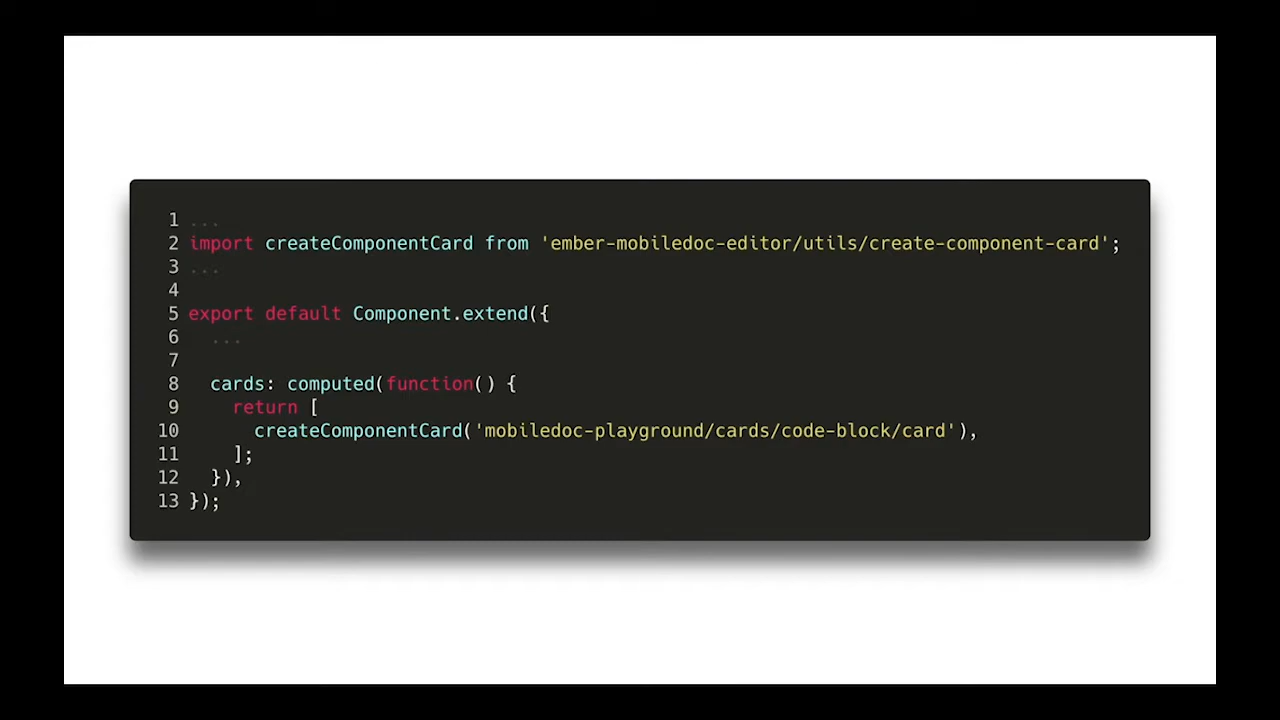 1 ...
2 import createComponentCard from 'ember-mobiledoc-editor/utils/create-component-card';
3 ...
4
5 export default Component.extend({
6   ...
7
8   cards: computed(function() {
9     return [
10       createComponentCard('mobiledoc-playground/cards/code-block/card'),
11     ];
12   }),
13 });